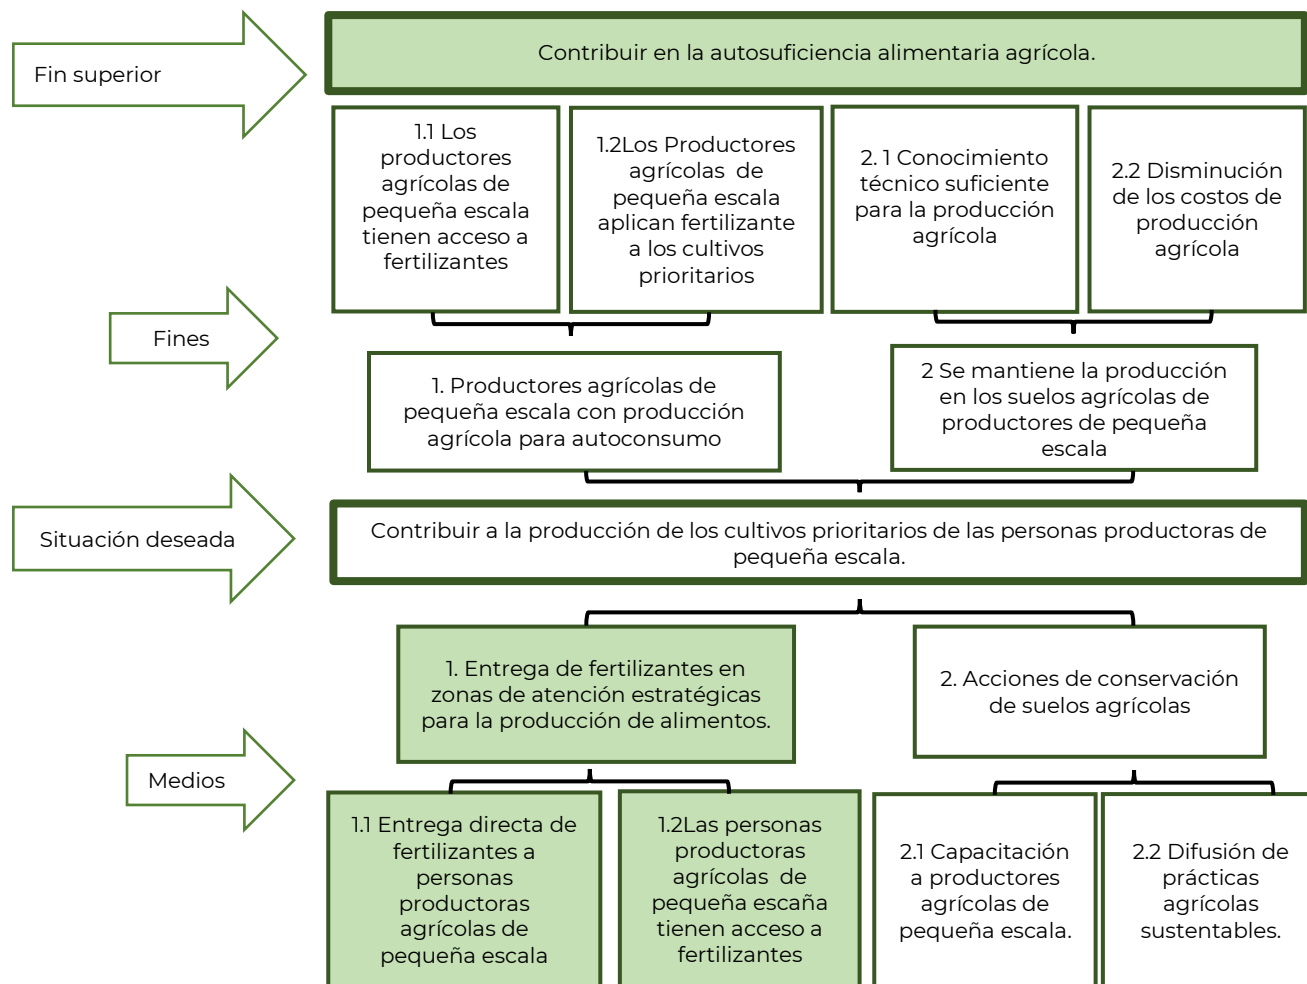 Fin superior
Contribuir en la autosuficiencia alimentaria agrícola.
1.1 Los
productores
agrícolas de
pequeña escala
tienen acceso a
fertilizantes
1.2Los Productores
agrícolas de
pequeña escala
aplican fertilizante
a los cultivos
prioritarios
2. 1 Conocimiento
técnico suficiente
para la producción
agrícola
2.2 Disminución
de los costos de
producción
agrícola
Fines
1. Productores agrícolas de
pequeña escala con producción
agrícola para autoconsumo
2 Se mantiene la producción
en los suelos agrícolas de
productores de pequeña
escala
Situación deseada
Contribuir a la producción de los cultivos prioritarios de las personas productoras de
pequeña escala.
1. Entrega de fertilizantes en
zonas de atención estratégicas
para la producción de alimentos.
2. Acciones de conservación
de suelos agrícolas
Medios
1.1 Entrega directa de
fertilizantes a
personas
productoras
agrícolas de
pequeña escala
1.2Las personas
productoras
agrícolas de
pequeña escaña
tienen acceso a
fertilizantes
2.1 Capacitación
a productores
agrícolas de
pequeña escala.
2.2 Difusión de
prácticas
agrícolas
sustentables.